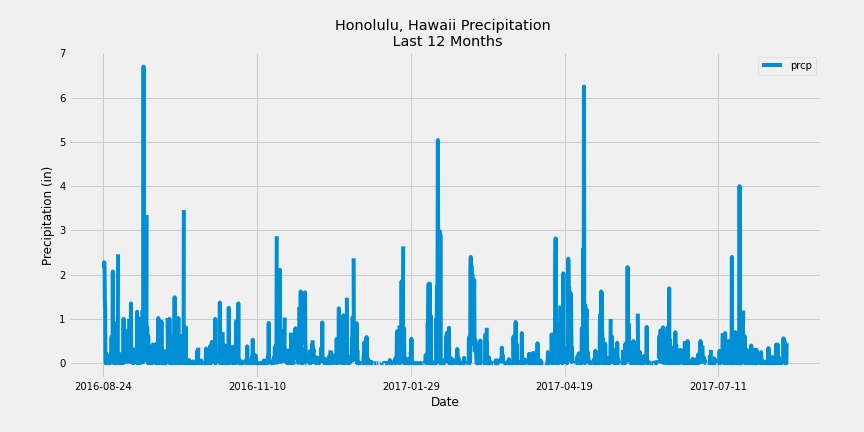 Honolulu, Hawaii Precipitation
Last 12 Months
prcp
7
6
5
4
3
2
1
0
Precipitation (in)
2016-08-24
2016-11-10
2017-01-29
2017-04-19
2017-07-11
Date